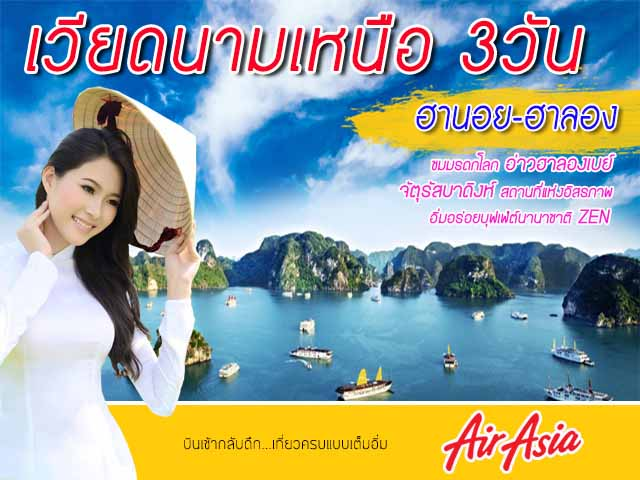 เวียดนามเหนือ 3วัน
ฮานอย-ฮาลอง
ชมมรดกโลก อ่าวฮาลองเบย์
จัตุรัสบาดิงห์ สถานที่แห่งอิสรภาพ
อิ่มอร่อยบุฟเฟ่ต์นานาชาติ ZEN
บินเช้ากลับดึก...เที่ยวครบแบบเต็มอิ่ม
AirAsia